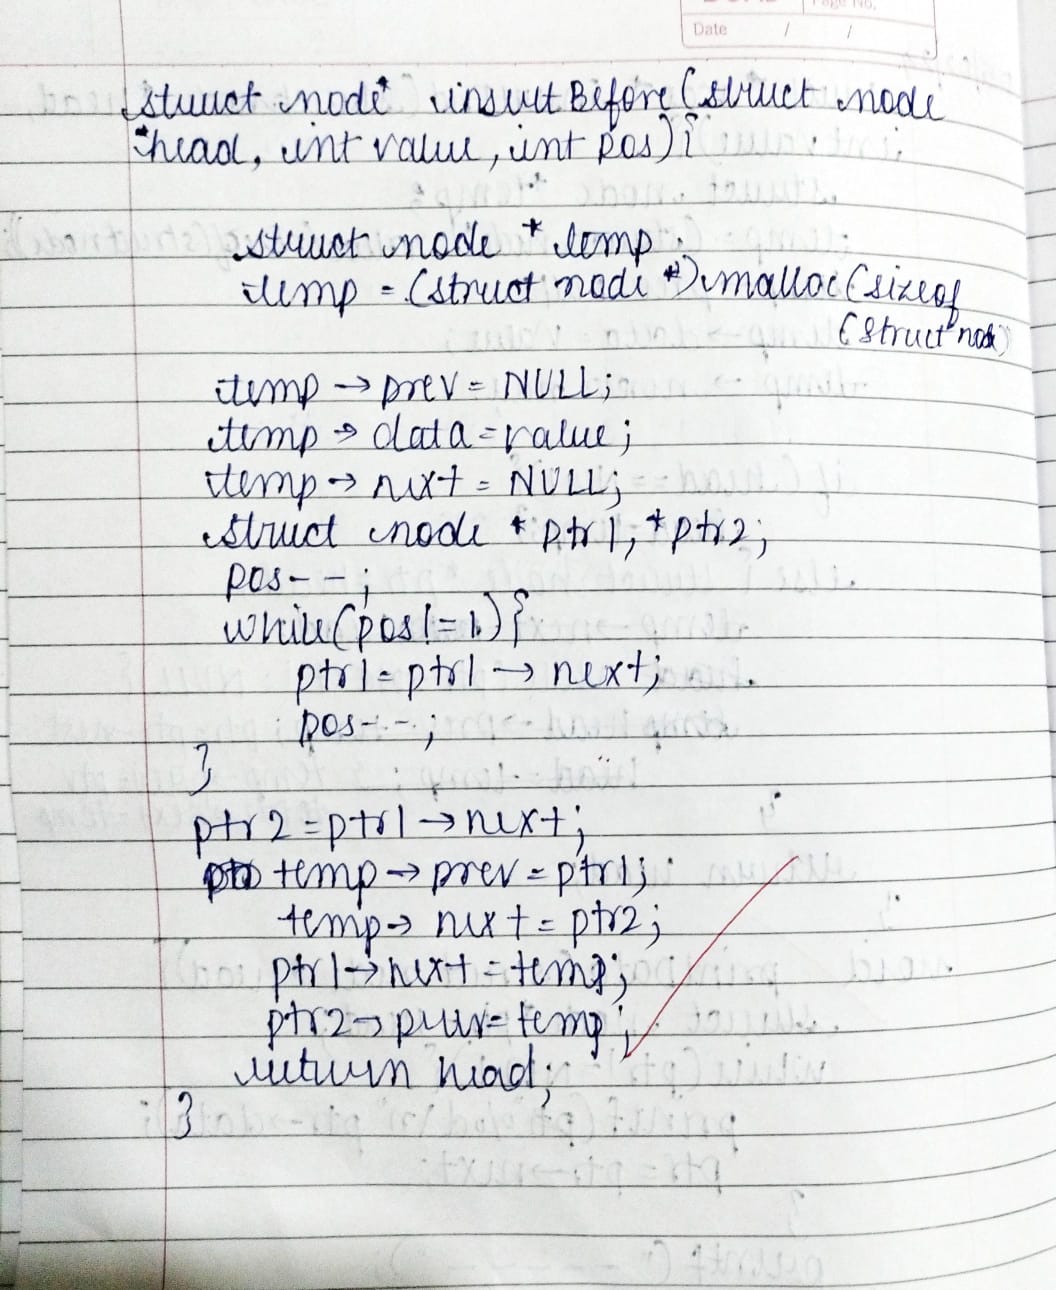 Page No.
Date / /
struct node* insertBefore(struct node
*head, int value, int pos){
struct node * temp;
temp = (struct node *)malloc(sizeof
(struct node)
temp → prev = NULL;
temp → data = value;
temp → next = NULL;
struct node * ptr1, *ptr2;
pos--;
while(pos!=1){
ptr1=ptr1→next;
pos--;
}
ptr2=ptr1→next;
temp→prev=ptr1;
temp→next=ptr2;
ptr1→next=temp;
ptr2→prev=temp;
return head;
}